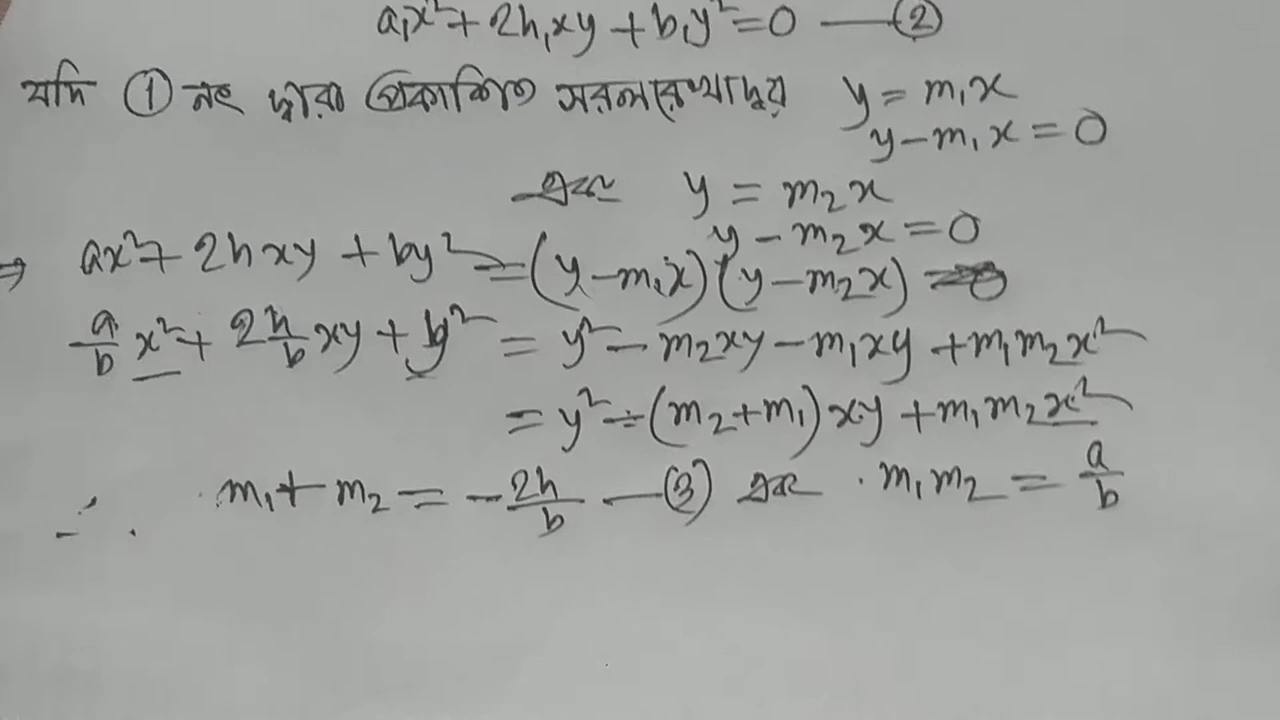 a₁x²+ 2h₁xy + b₁y²=0 —②
যদি ① নং দ্বারা প্রকাশিত সরলরেখাদ্বয় y = m₁x
y-m₁x = 0
এবং y = m₂x
y - m₂x = 0
⇒ ax²+ 2hxy + by² = (y-m₁x)(y-m₂x)
a/b x² + 2h/b xy + y² = y² - m₂xy - m₁xy + m₁m₂x²
= y² - (m₂+m₁)xy + m₁m₂x²
∴ m₁+ m₂ = -2h/b —③ এবং m₁m₂ = a/b